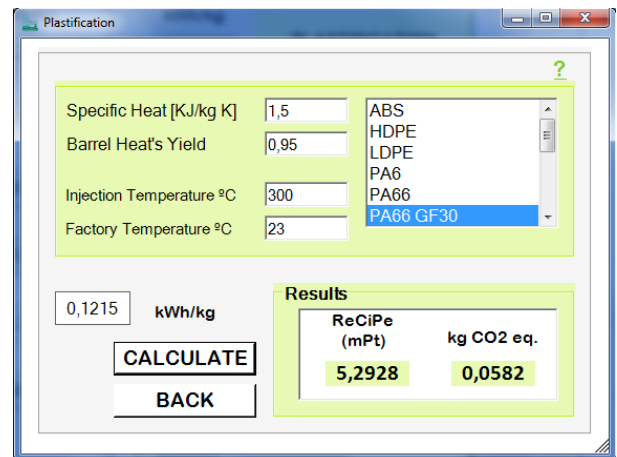 Plastification
?
Specific Heat [KJ/kg K] 1,5
Barrel Heat's Yield 0,95
Injection Temperature ºC 300
Factory Temperature ºC 23
ABS
HDPE
LDPE
PA6
PA66
PA66 GF30
0,1215 kWh/kg
CALCULATE
BACK
Results
ReCiPe
(mPt)
kg CO2 eq.
5,2928 0,0582